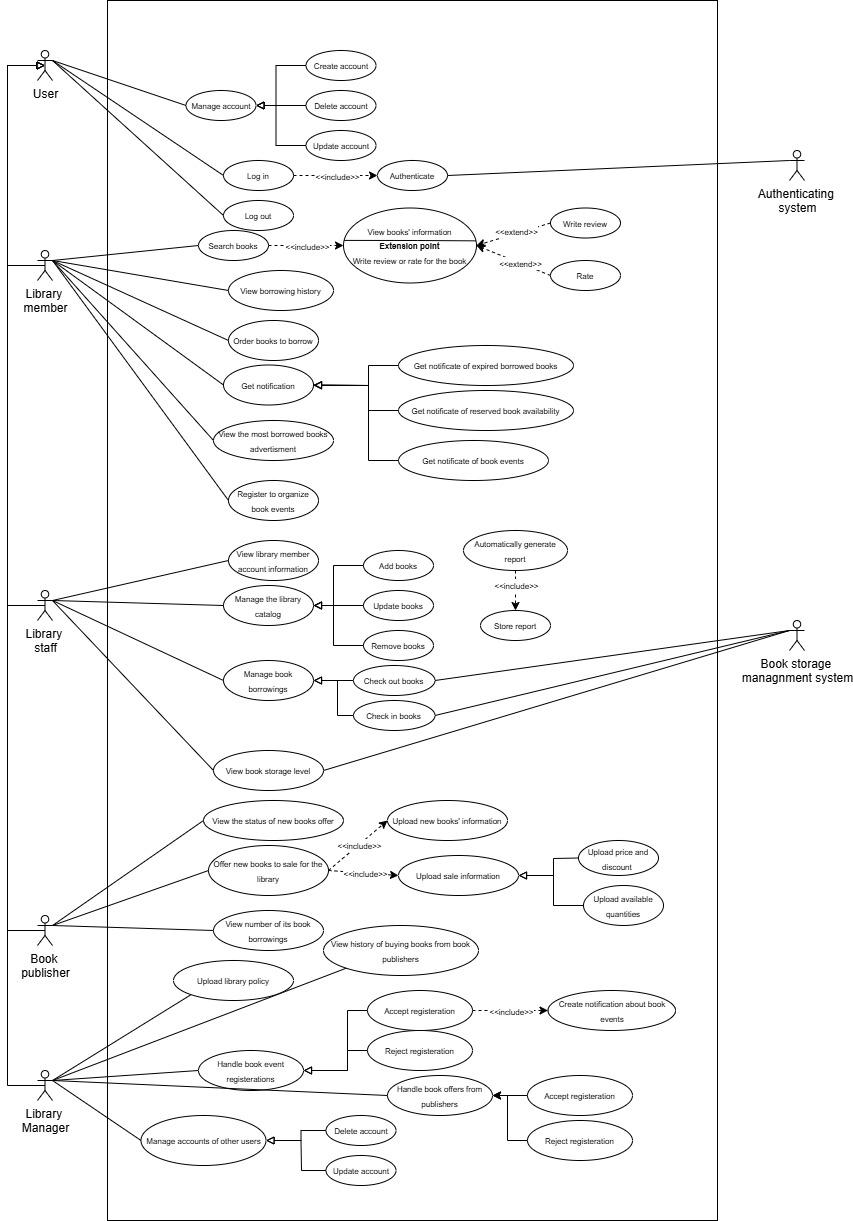 User
Manage account
Create account
Delete account
Update account
Log in
<<include>>
Authenticate
Authenticating
system
Log out
Search books
<<include>>
View books' information
Extension point
Write review or rate for the book
<<extend>>
Write review
<<extend>>
Rate
Library
member
View borrowing history
Order books to borrow
Get notification
Get notificate of expired borrowed books
Get notificate of reserved book availability
Get notificate of book events
View the most borrowed books
advertisment
Register to organize
book events
Library
staff
View library member
account information
Manage the library
catalog
Add books
Update books
Remove books
Automatically generate
report
<<include>>
Store report
Manage book
borrowings
Check out books
Check in books
Book storage
managnment system
View book storage level
View the status of new books offer
Offer new books to sale for the
library
<<include>>
Upload new books' information
<<include>>
Upload sale information
Upload price and
discount
Upload available
quantities
Book
publisher
View number of its book
borrowings
View history of buying books from book
publishers
Upload library policy
Library
Manager
Handle book event
registerations
Accept registeration
<<include>>
Create notification about book
events
Reject registeration
Handle book offers from
publishers
Accept registeration
Reject registeration
Manage accounts of other users
Delete account
Update account